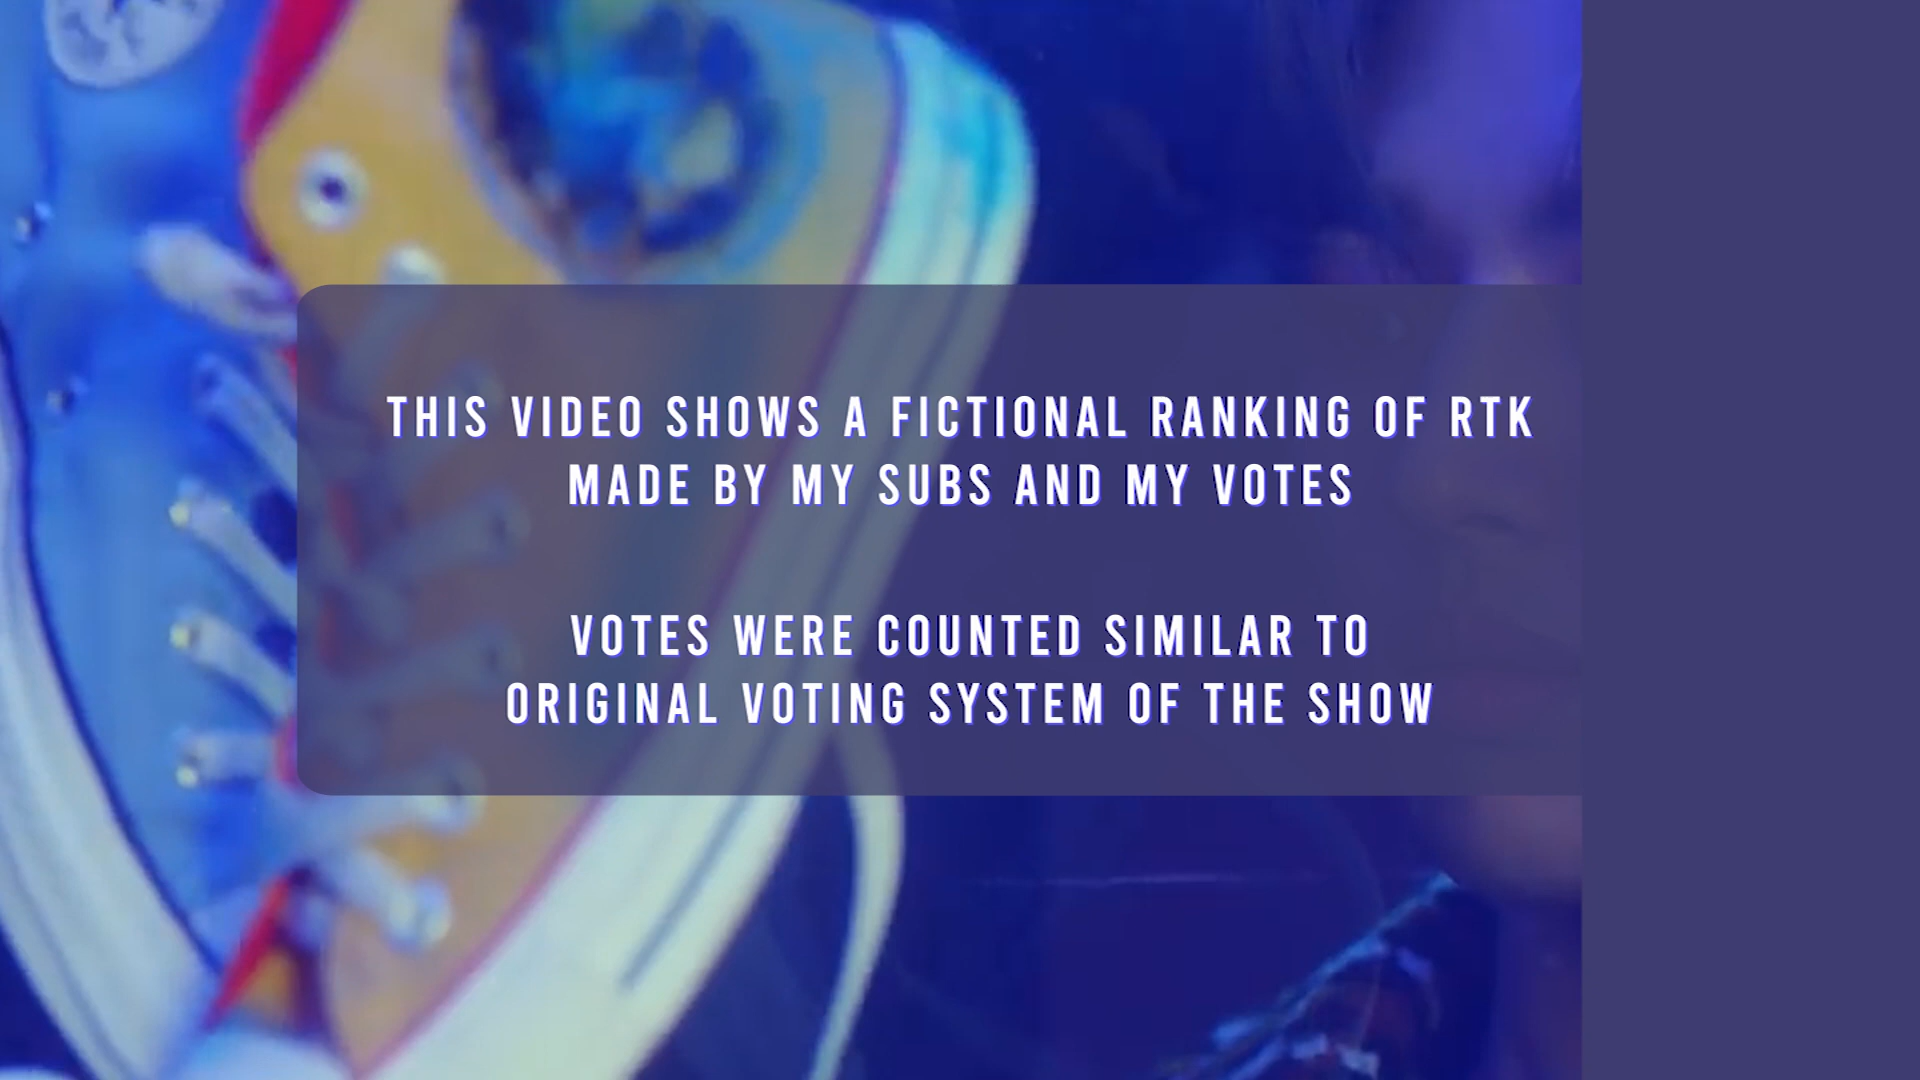 THIS VIDEO SHOWS A FICTIONAL RANKING OF RTK
MADE BY MY SUBS AND MY VOTES
VOTES WERE COUNTED SIMILAR TO
ORIGINAL VOTING SYSTEM OF THE SHOW